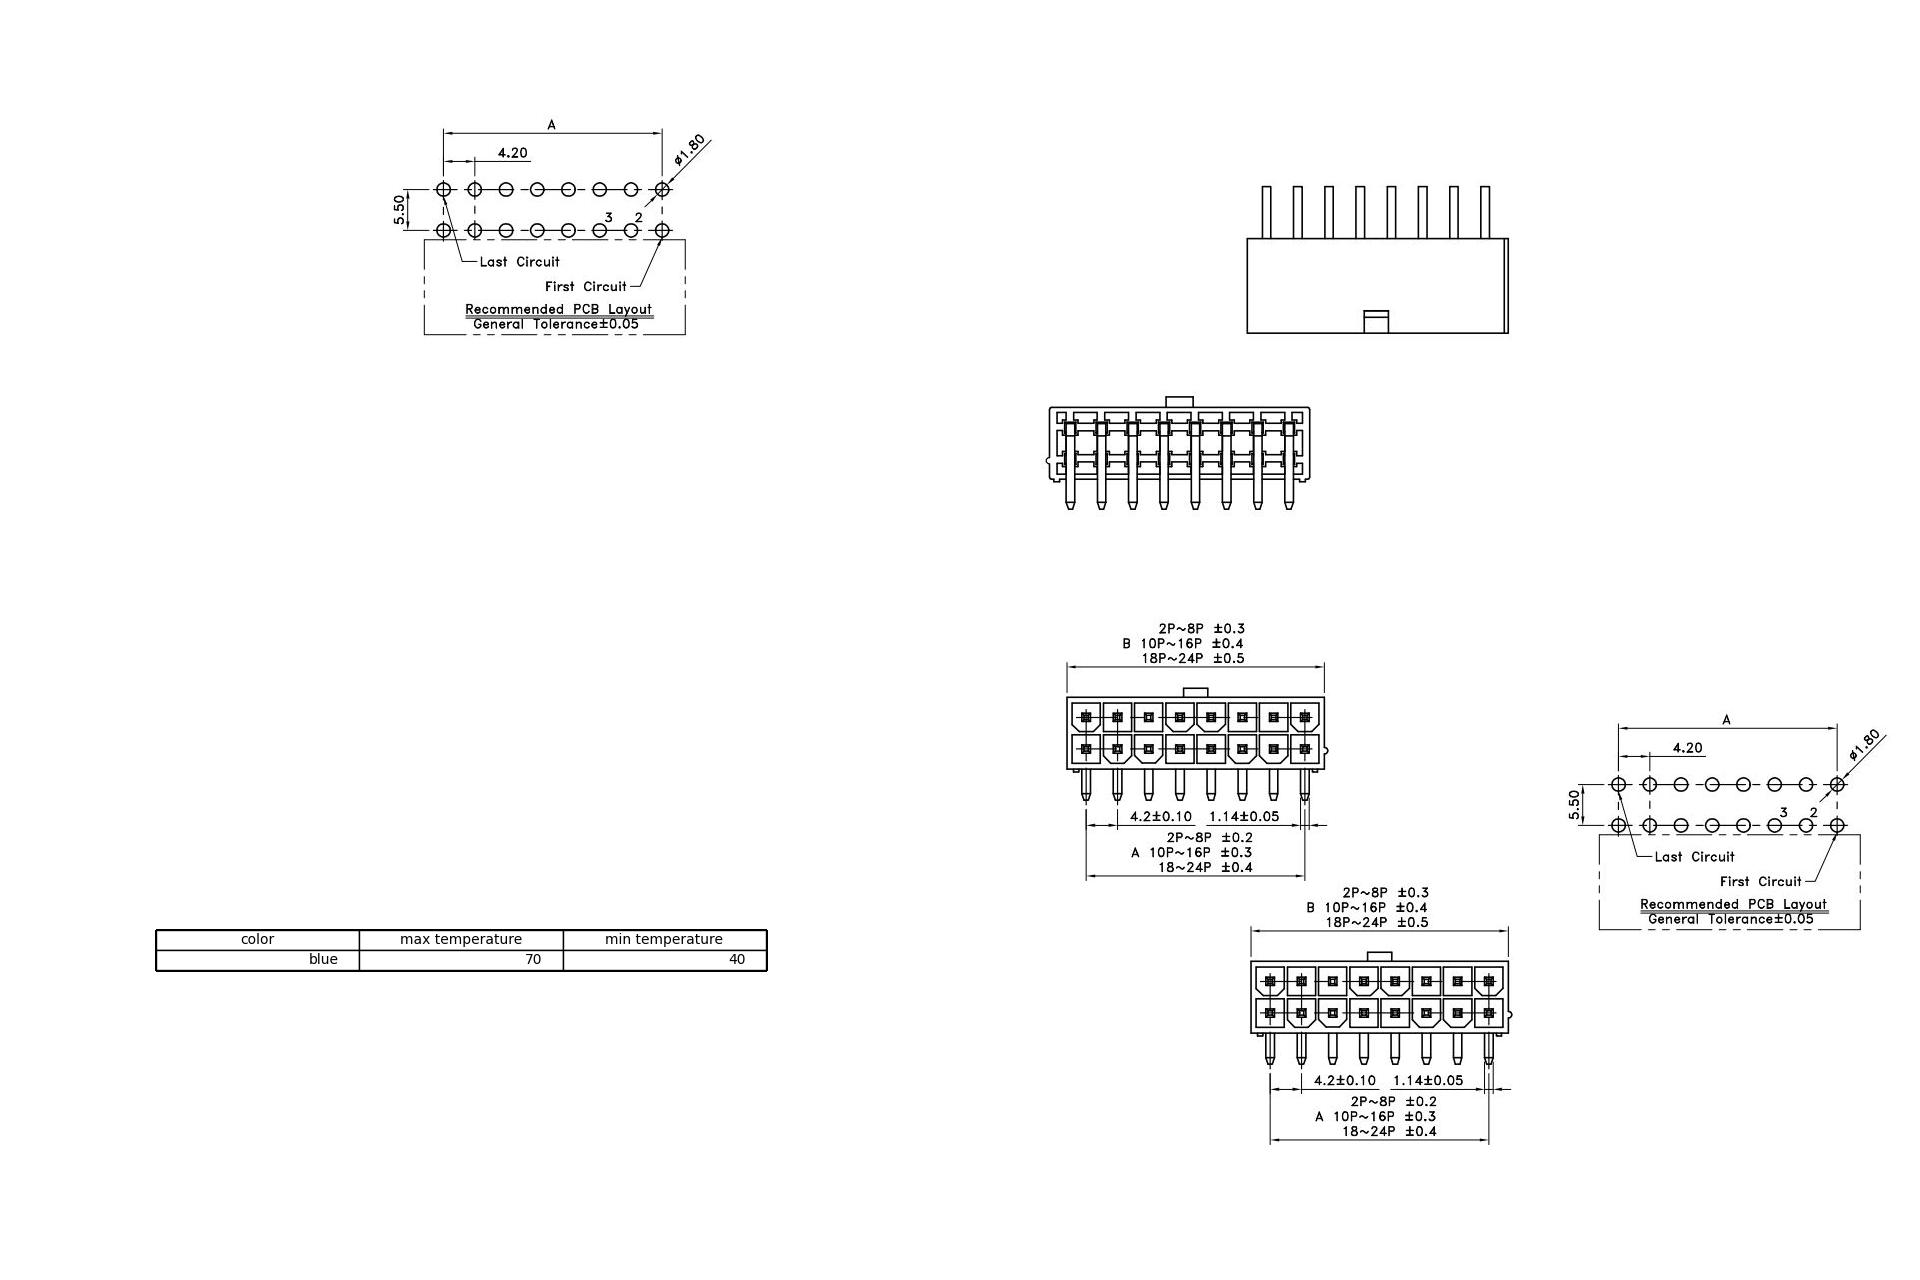 A
4.20
ø1.80
5.50
3 2
Last Circuit
First Circuit
Recommended PCB Layout
General Tolerance±0.05
2P~8P ±0.3
B 10P~16P ±0.4
18P~24P ±0.5
4.2±0.10 1.14±0.05
2P~8P ±0.2
A 10P~16P ±0.3
18~24P ±0.4
A
4.20
ø1.80
5.50
3 2
Last Circuit
First Circuit
Recommended PCB Layout
General Tolerance±0.05
2P~8P ±0.3
B 10P~16P ±0.4
18P~24P ±0.5
4.2±0.10 1.14±0.05
2P~8P ±0.2
A 10P~16P ±0.3
18~24P ±0.4
color max temperature min temperature
blue 70 40